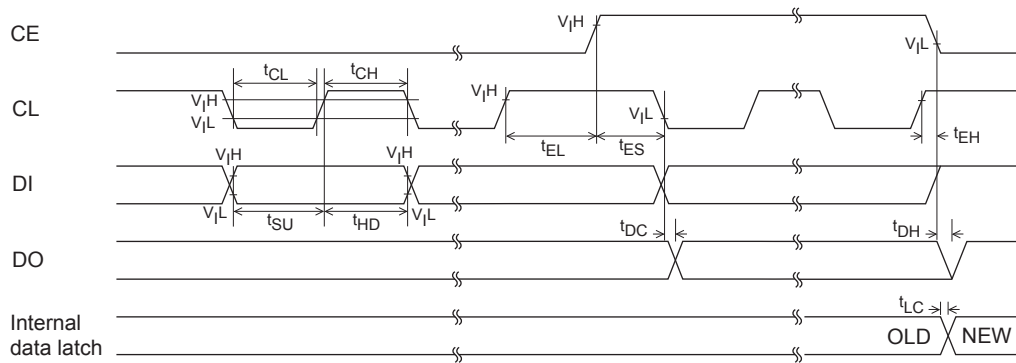 CE
VIH
VIL
CL
tCL
tCH
VIH
VIL
VIH
VIL
tEL
tES
tEH
DI
VIH
VIH
VIL
VIL
tSU
tHD
DO
tDC
tDH
Internal
data latch
tLC
OLD
NEW